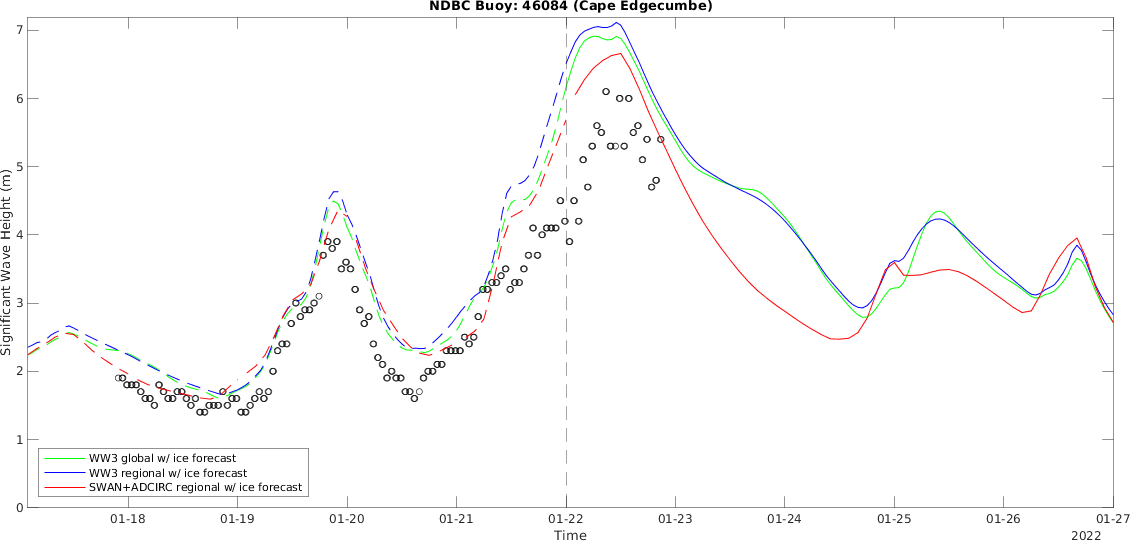 NDBC Buoy: 46084 (Cape Edgecumbe)
7
6
5
4
3
2
1
0
Significant Wave Height (m)
WW3 global w/ ice forecast
WW3 regional w/ ice forecast
SWAN+ADCIRC regional w/ ice forecast
01-18 01-19 01-20 01-21 01-22 01-23 01-24 01-25 01-26 01-27
Time
2022